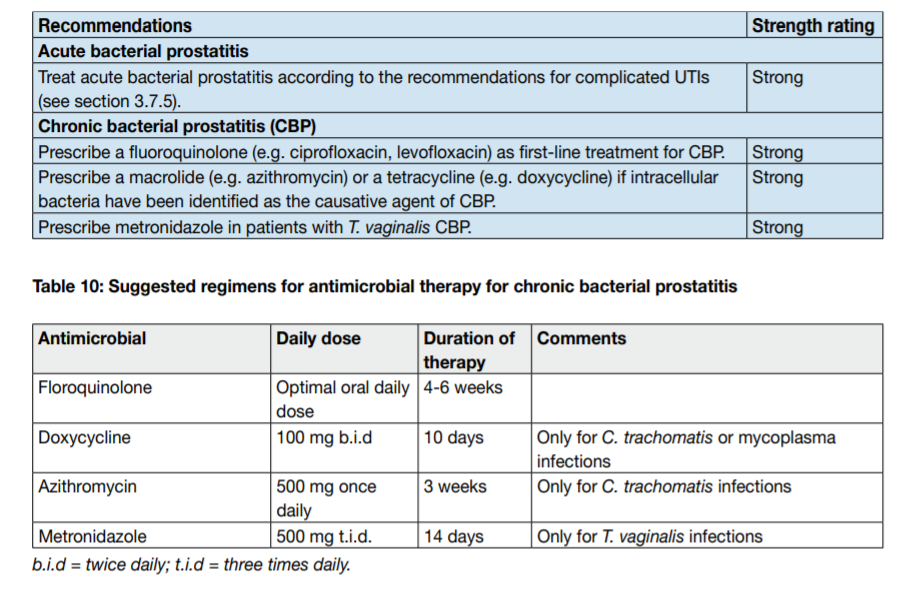 Recommendations Strength rating
Acute bacterial prostatitis
Treat acute bacterial prostatitis according to the recommendations for complicated UTIs Strong
(see section 3.7.5).
Chronic bacterial prostatitis (CBP)
Prescribe a fluoroquinolone (e.g. ciprofloxacin, levofloxacin) as first-line treatment for CBP. Strong
Prescribe a macrolide (e.g. azithromycin) or a tetracycline (e.g. doxycycline) if intracellular Strong
bacteria have been identified as the causative agent of CBP.
Prescribe metronidazole in patients with T. vaginalis CBP. Strong
Table 10: Suggested regimens for antimicrobial therapy for chronic bacterial prostatitis
Antimicrobial Daily dose Duration of Comments
therapy
Floroquinolone Optimal oral daily 4-6 weeks
dose
Doxycycline 100 mg b.i.d 10 days Only for C. trachomatis or mycoplasma
infections
Azithromycin 500 mg once 3 weeks Only for C. trachomatis infections
daily
Metronidazole 500 mg t.i.d. 14 days Only for T. vaginalis infections
b.i.d = twice daily; t.i.d = three times daily.